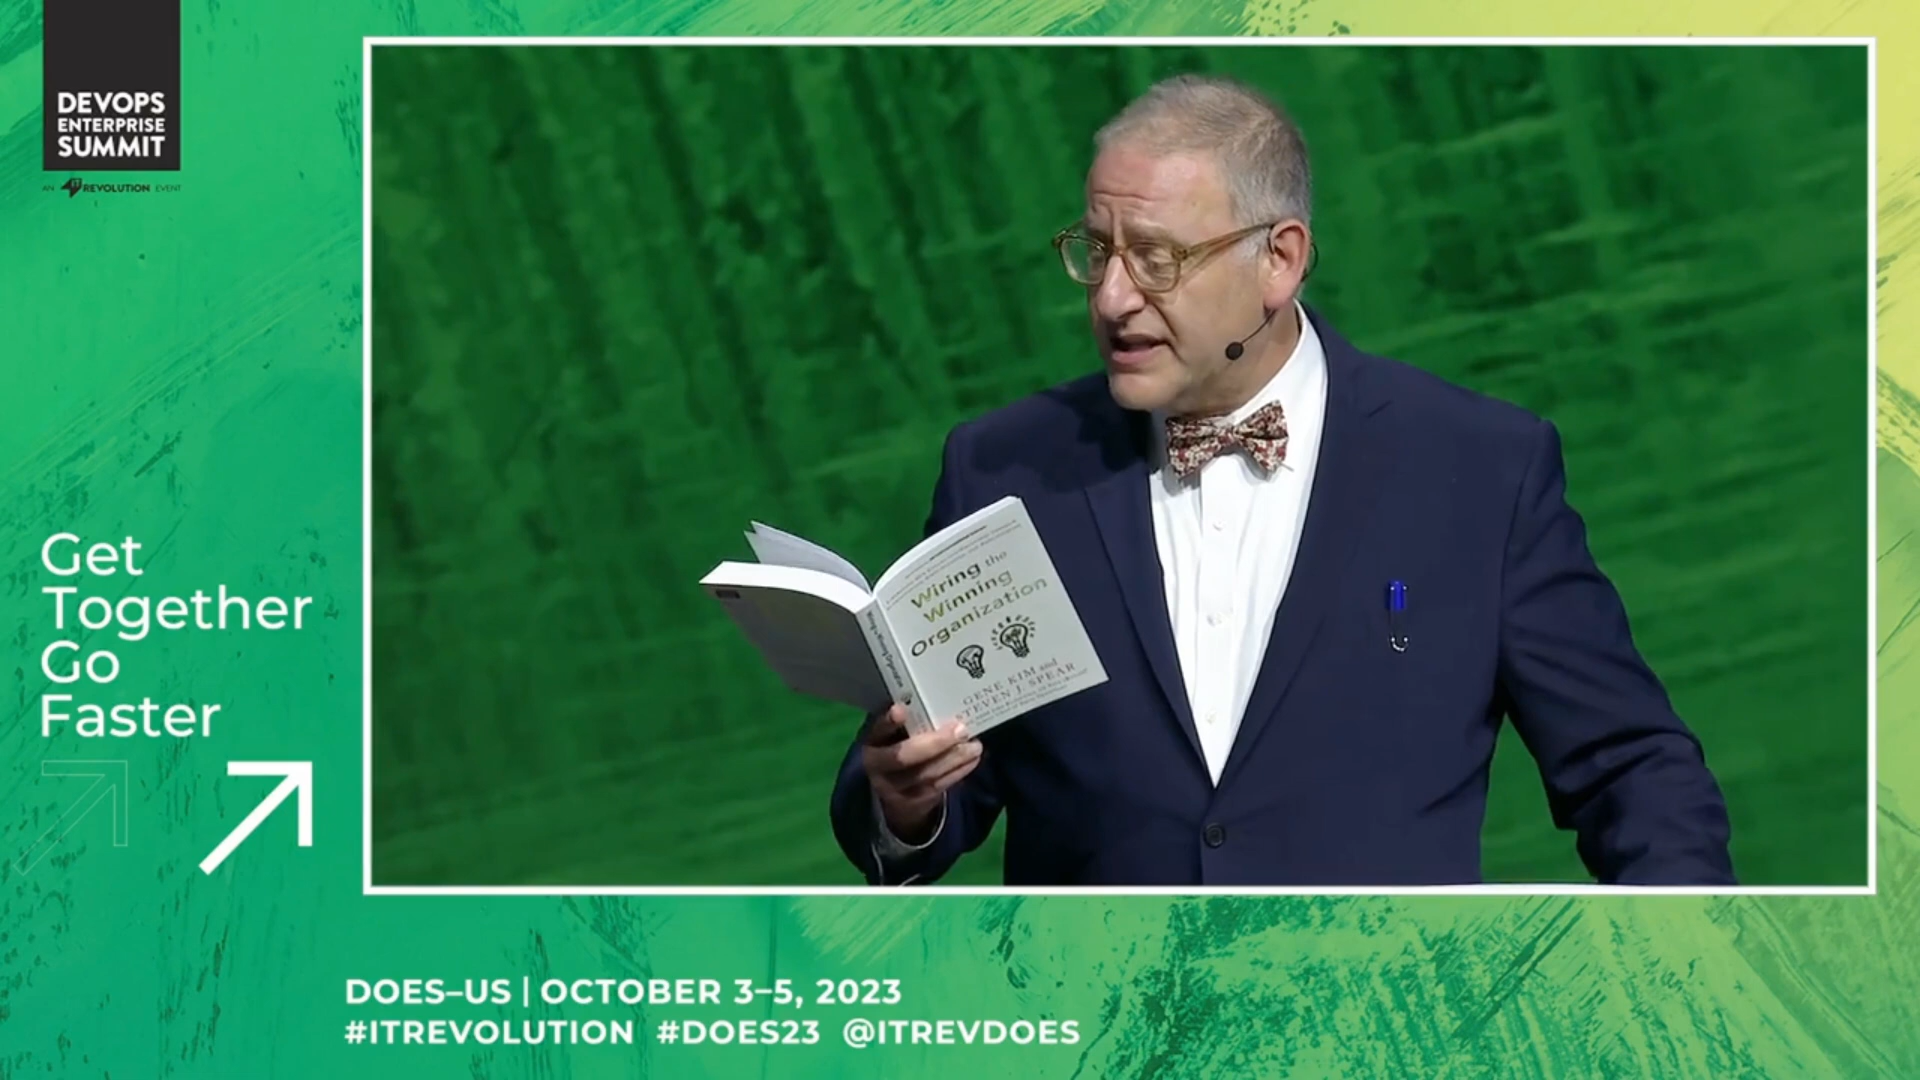 DEVOPS
ENTERPRISE
SUMMIT
AN IT REVOLUTION EVENT
Get
Together
Go
Faster
Wiring the
Winning
Organization
GENE KIM and
STEVEN J. SPEAR
DOES–US | OCTOBER 3–5, 2023
#ITREVOLUTION #DOES23 @ITREVDOES